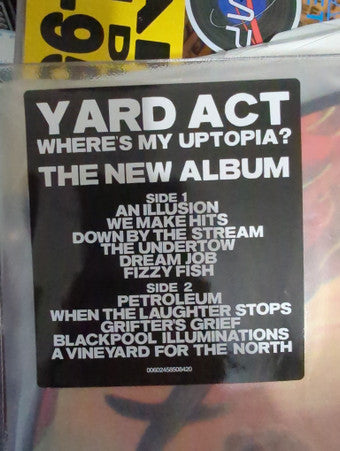 YARD ACT
WHERE'S MY UPTOPIA?
THE NEW ALBUM
SIDE 1
AN ILLUSION
WE MAKE HITS
DOWN BY THE STREAM
THE UNDERTOW
DREAM JOB
FIZZY FISH
SIDE 2
PETROLEUM
WHEN THE LAUGHTER STOPS
GRIFTER'S GRIEF
BLACKPOOL ILLUMINATIONS
A VINEYARD FOR THE NORTH
00602458508420